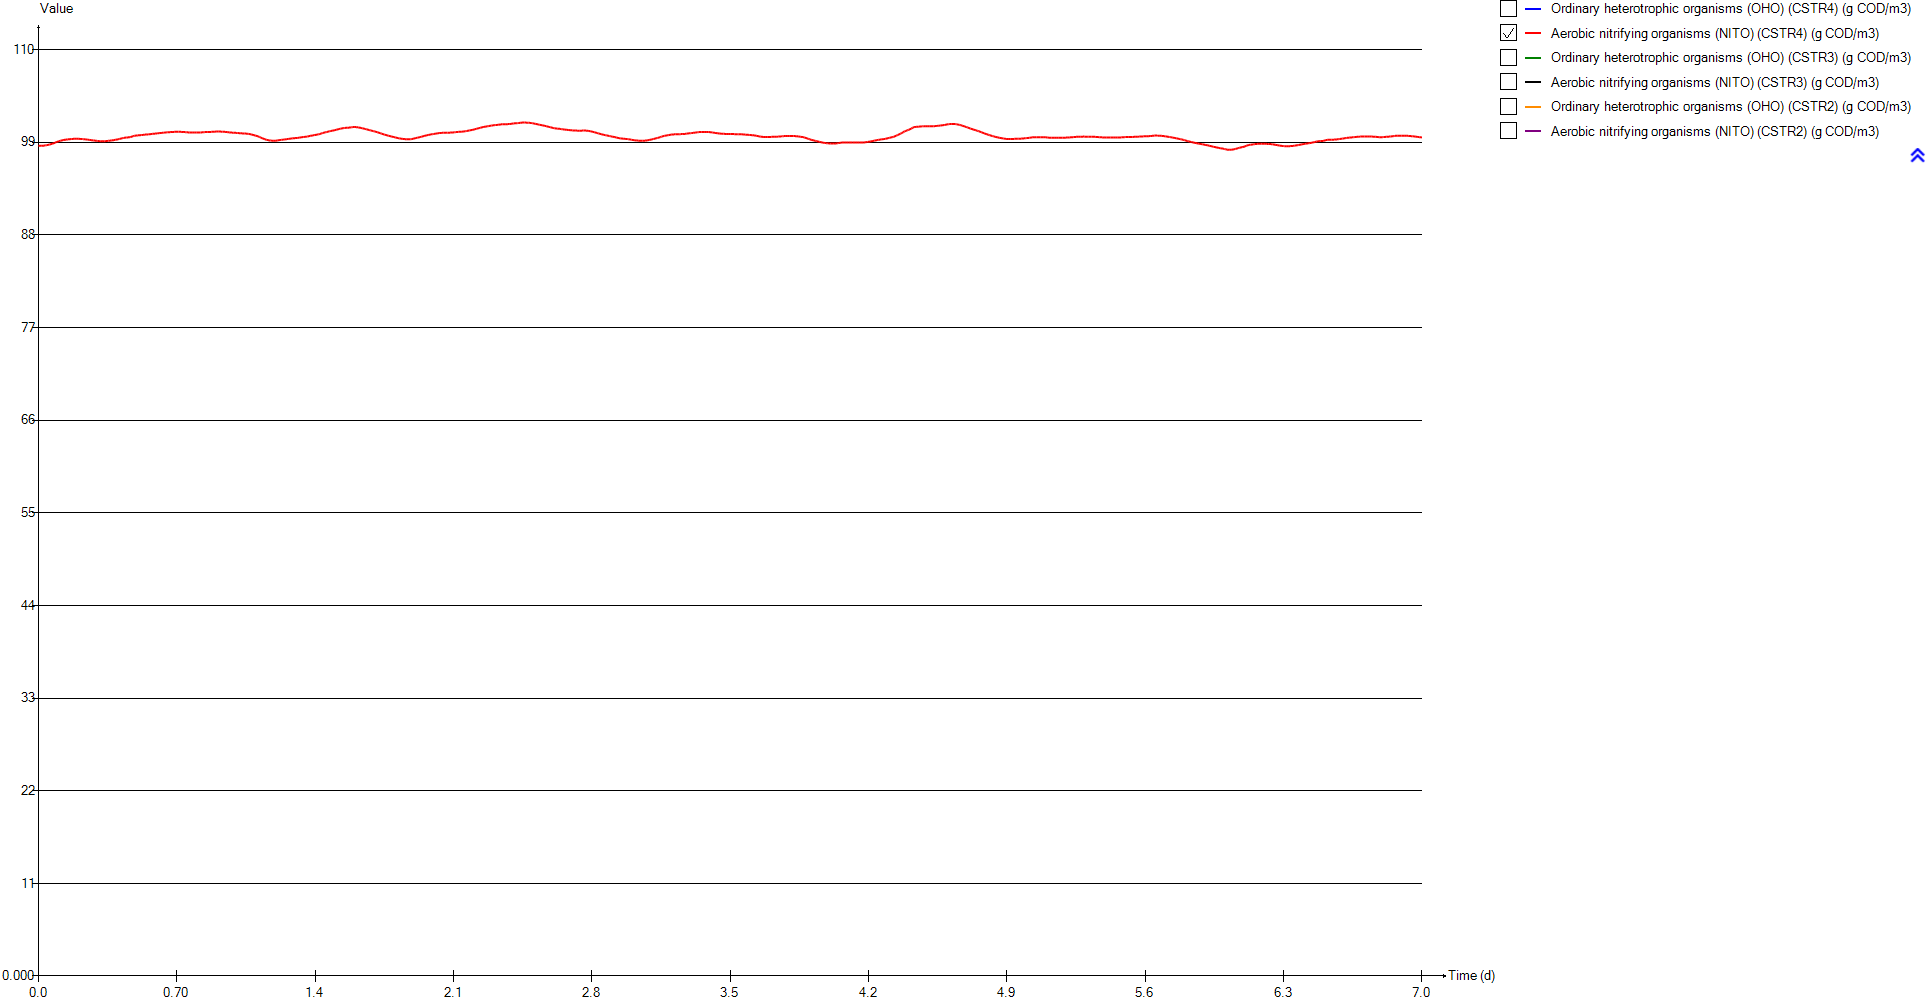 Value
110
99
88
77
66
55
44
33
22
11
0.000
0.0 0.70 1.4 2.1 2.8 3.5 4.2 4.9 5.6 6.3 7.0
Time (d)
Ordinary heterotrophic organisms (OHO) (CSTR4) (g COD/m3)
Aerobic nitrifying organisms (NITO) (CSTR4) (g COD/m3)
Ordinary heterotrophic organisms (OHO) (CSTR3) (g COD/m3)
Aerobic nitrifying organisms (NITO) (CSTR3) (g COD/m3)
Ordinary heterotrophic organisms (OHO) (CSTR2) (g COD/m3)
Aerobic nitrifying organisms (NITO) (CSTR2) (g COD/m3)